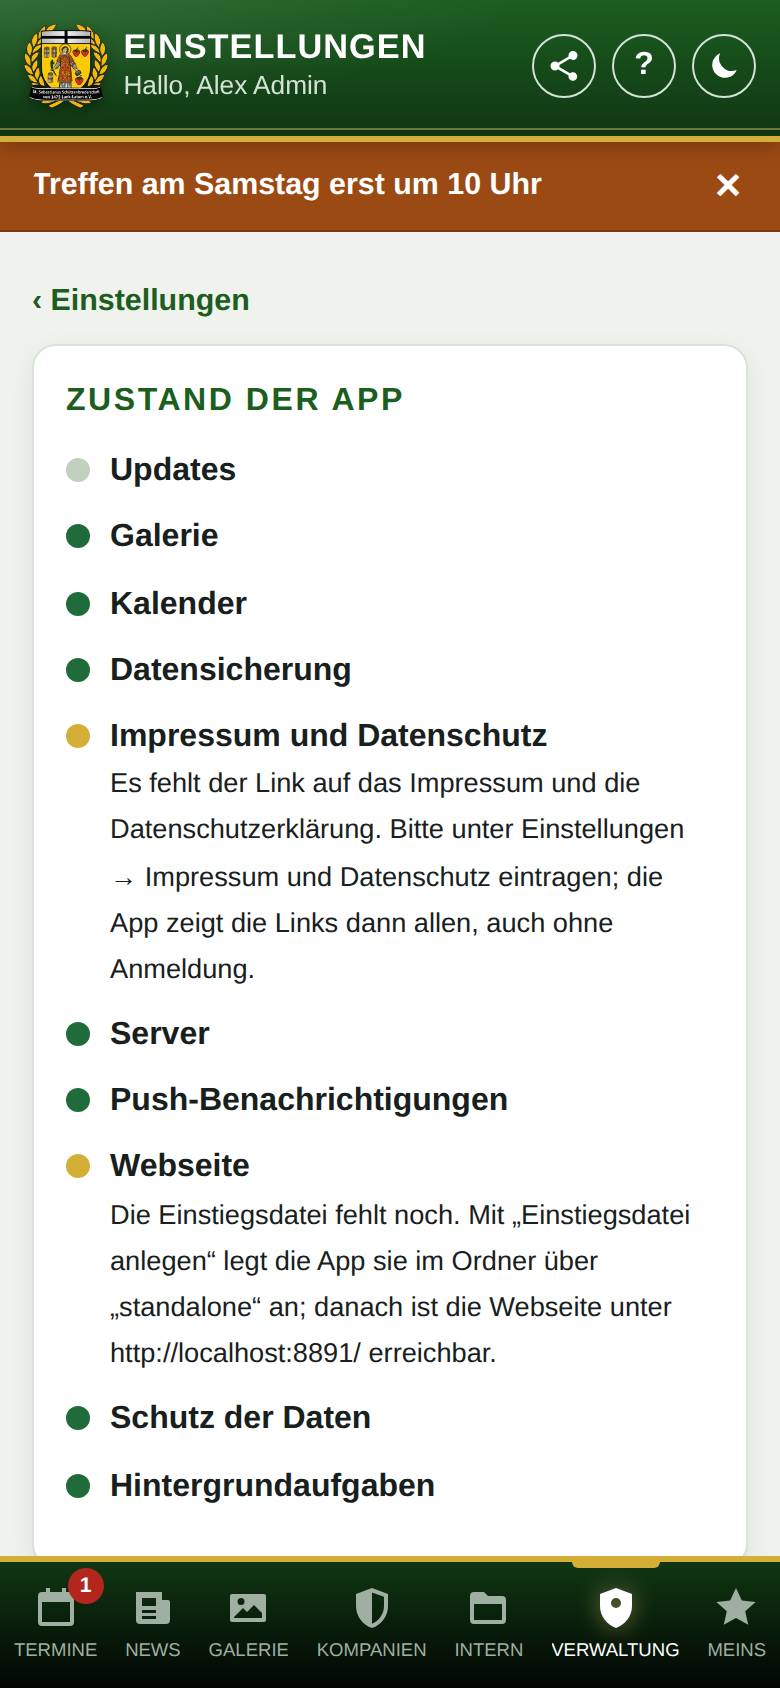 EINSTELLUNGEN
Hallo, Alex Admin
?
Treffen am Samstag erst um 10 Uhr
×
‹ Einstellungen
ZUSTAND DER APP
Updates
Galerie
Kalender
Datensicherung
Impressum und Datenschutz
Es fehlt der Link auf das Impressum und die
Datenschutzerklärung. Bitte unter Einstellungen
→ Impressum und Datenschutz eintragen; die
App zeigt die Links dann allen, auch ohne
Anmeldung.
Server
Push-Benachrichtigungen
Webseite
Die Einstiegsdatei fehlt noch. Mit „Einstiegsdatei
anlegen“ legt die App sie im Ordner über
„standalone“ an; danach ist die Webseite unter
http://localhost:8891/ erreichbar.
Schutz der Daten
Hintergrundaufgaben
1
TERMINE NEWS GALERIE KOMPANIEN INTERN VERWALTUNG MEINS